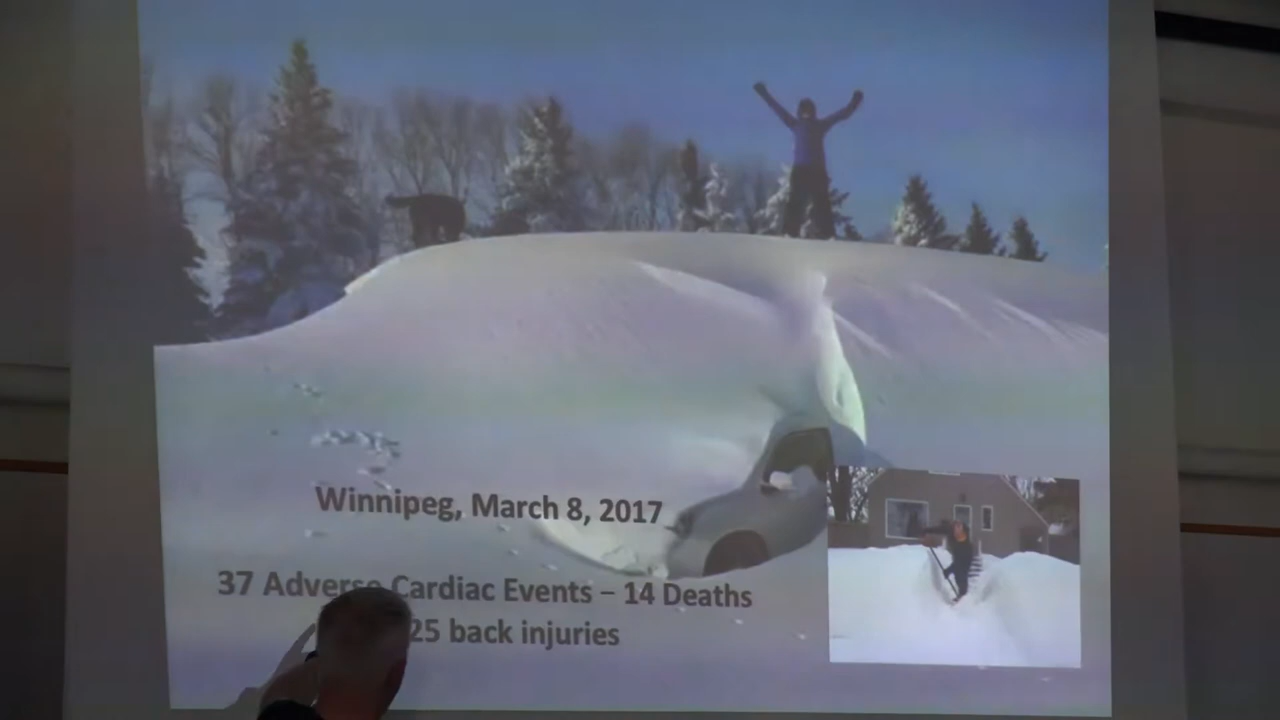 Winnipeg, March 8, 2017
37 Adverse Cardiac Events – 14 Deaths
25 back injuries